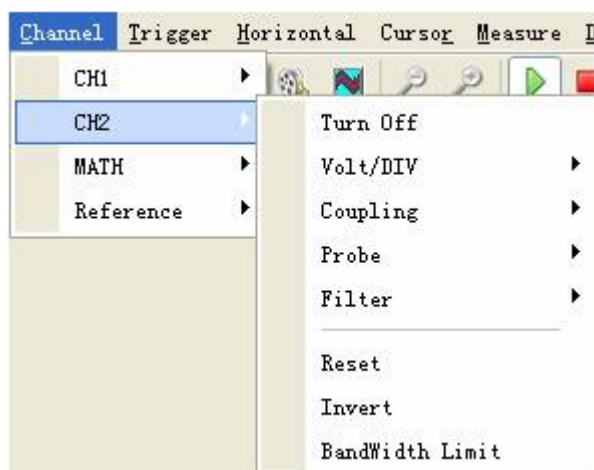 Channel Trigger Horizontal Cursor Measure
CH1
CH2
MATH
Reference
Turn Off
Volt/DIV
Coupling
Probe
Filter
Reset
Invert
BandWidth Limit